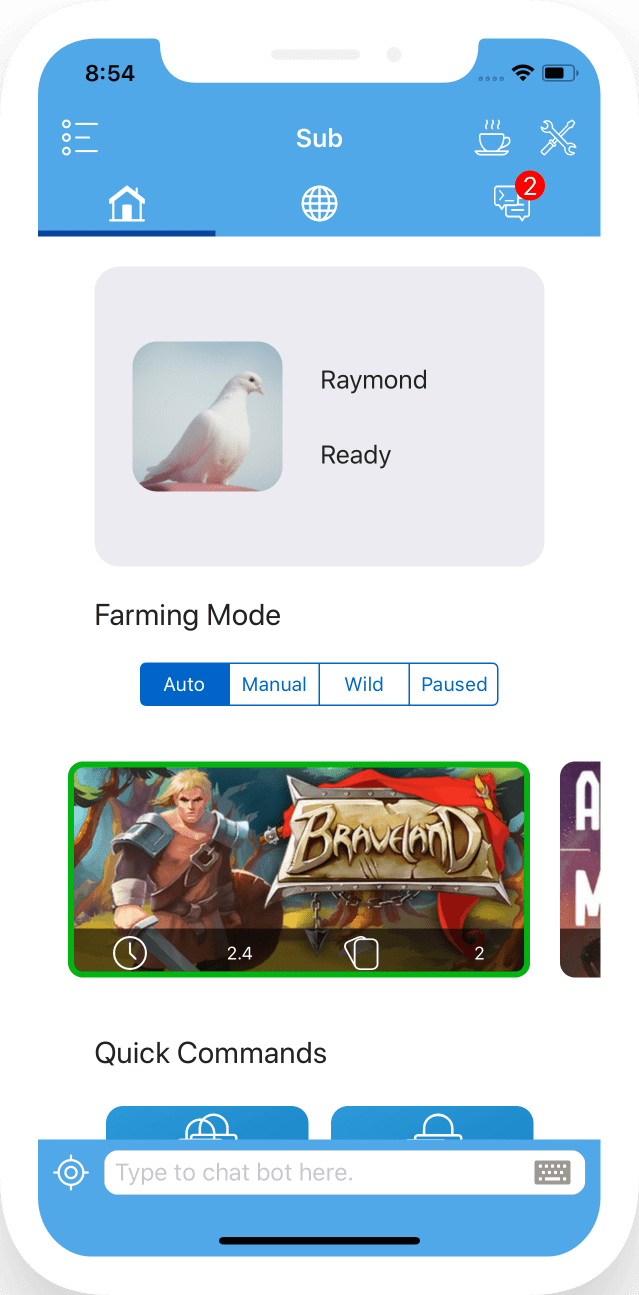 8:54
Sub
2
Raymond
Ready
Farming Mode
Auto Manual Wild Paused
BRAVELAND
A
M
2.4 2
Quick Commands
Type to chat bot here.